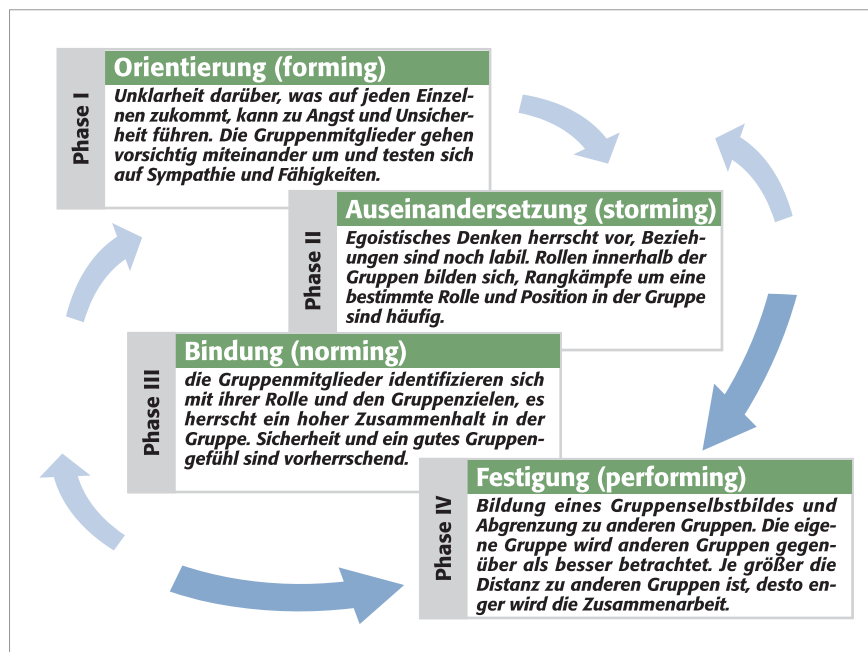 Phase I
Orientierung (forming)
Unklarheit darüber, was auf jeden Einzel-
nen zukommt, kann zu Angst und Unsicher-
heit führen. Die Gruppenmitglieder gehen
vorsichtig miteinander um und testen sich
auf Sympathie und Fähigkeiten.
Phase II
Auseinandersetzung (storming)
Egoistisches Denken herrscht vor, Bezieh-
ungen sind noch labil. Rollen innerhalb der
Gruppen bilden sich, Rangkämpfe um eine
bestimmte Rolle und Position in der Gruppe
sind häufig.
Phase III
Bindung (norming)
die Gruppenmitglieder identifizieren sich
mit ihrer Rolle und den Gruppenzielen, es
herrscht ein hoher Zusammenhalt in der
Gruppe. Sicherheit und ein gutes Gruppen-
gefühl sind vorherrschend.
Phase IV
Festigung (performing)
Bildung eines Gruppenselbstbildes und
Abgrenzung zu anderen Gruppen. Die eige-
ne Gruppe wird anderen Gruppen gegen-
über als besser betrachtet. Je größer die
Distanz zu anderen Gruppen ist, desto en-
ger wird die Zusammenarbeit.